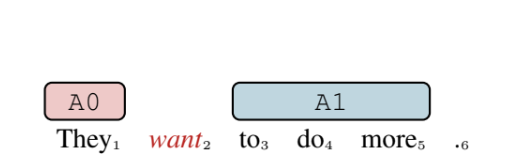 A0 A1
They₁ want₂ to₃ do₄ more₅ .₆